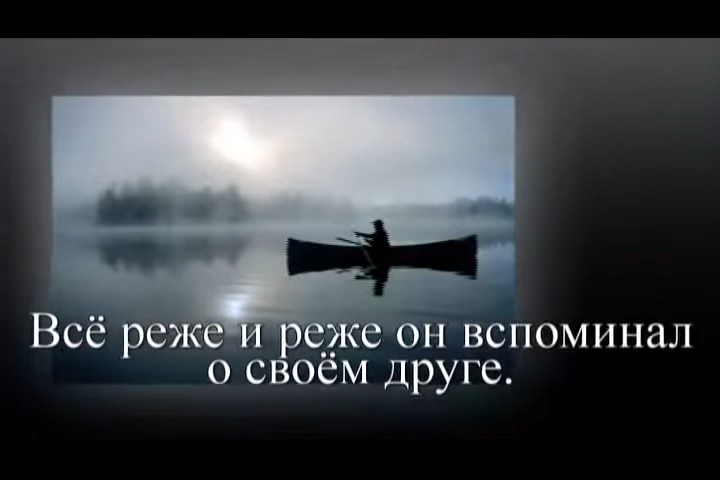 Всё реже и реже он вспоминал
о своём друге.